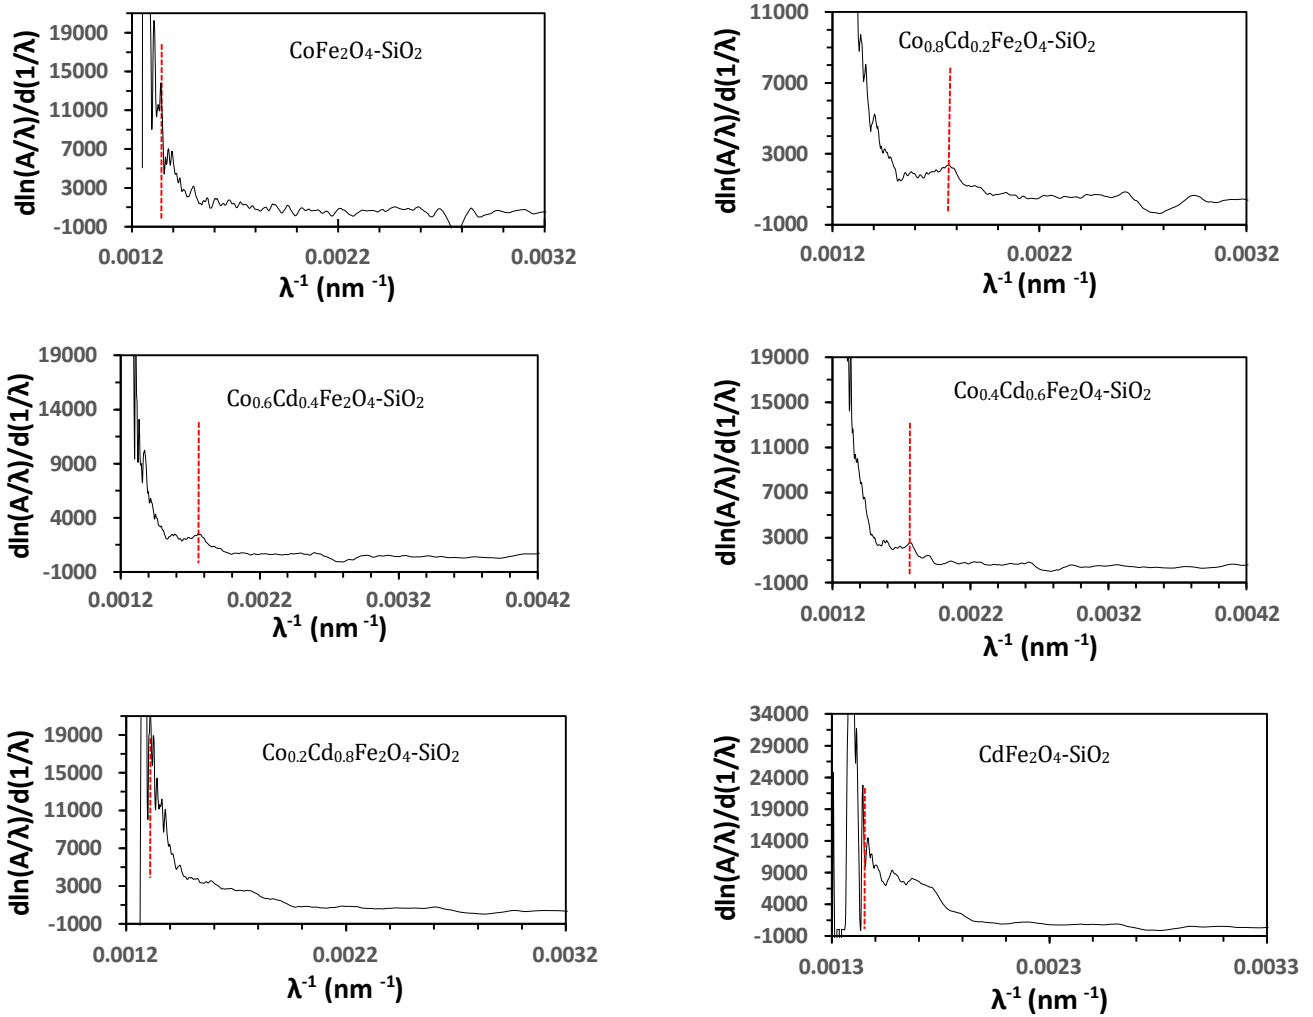 CoFe₂O₄-SiO₂
dln(A/λ)/d(1/λ)
19000
15000
11000
7000
3000
-1000
0.0012 0.0022 0.0032
λ⁻¹ (nm ⁻¹)
Co₀.₈Cd₀.₂Fe₂O₄-SiO₂
dln(A/λ)/d(1/λ)
11000
7000
3000
-1000
0.0012 0.0022 0.0032
λ⁻¹ (nm ⁻¹)
Co₀.₆Cd₀.₄Fe₂O₄-SiO₂
dln(A/λ)/d(1/λ)
19000
14000
9000
4000
-1000
0.0012 0.0022 0.0032 0.0042
λ⁻¹ (nm ⁻¹)
Co₀.₄Cd₀.₆Fe₂O₄-SiO₂
dln(A/λ)/d(1/λ)
19000
15000
11000
7000
3000
-1000
0.0012 0.0022 0.0032 0.0042
λ⁻¹ (nm ⁻¹)
Co₀.₂Cd₀.₈Fe₂O₄-SiO₂
dln(A/λ)/d(1/λ)
19000
15000
11000
7000
3000
-1000
0.0012 0.0022 0.0032
λ⁻¹ (nm ⁻¹)
CdFe₂O₄-SiO₂
dln(A/λ)/d(1/λ)
34000
29000
24000
19000
14000
9000
4000
-1000
0.0013 0.0023 0.0033
λ⁻¹ (nm ⁻¹)